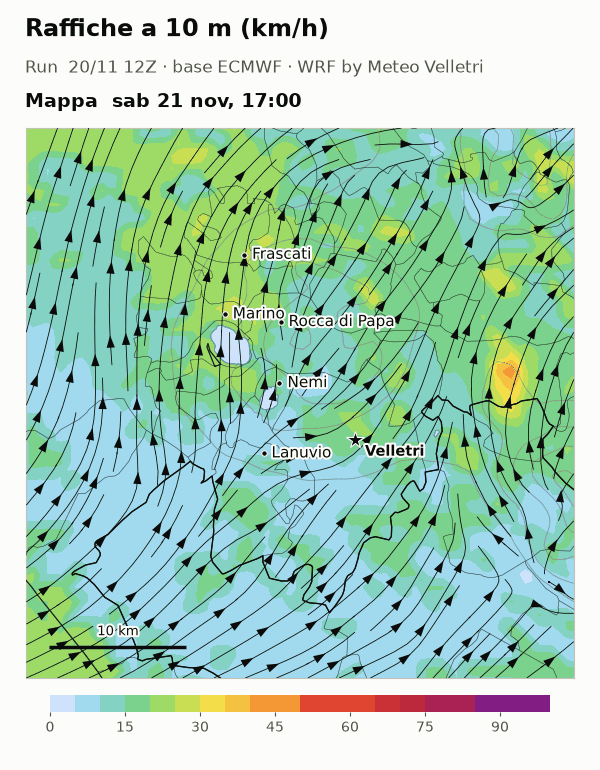 Raffiche a 10 m (km/h)
Run  20/11 12Z · base ECMWF · WRF by Meteo Velletri
Mappa  sab 21 nov, 17:00
Frascati
Marino
Rocca di Papa
Nemi
Velletri
Lanuvio
10 km
0 15 30 45 60 75 90